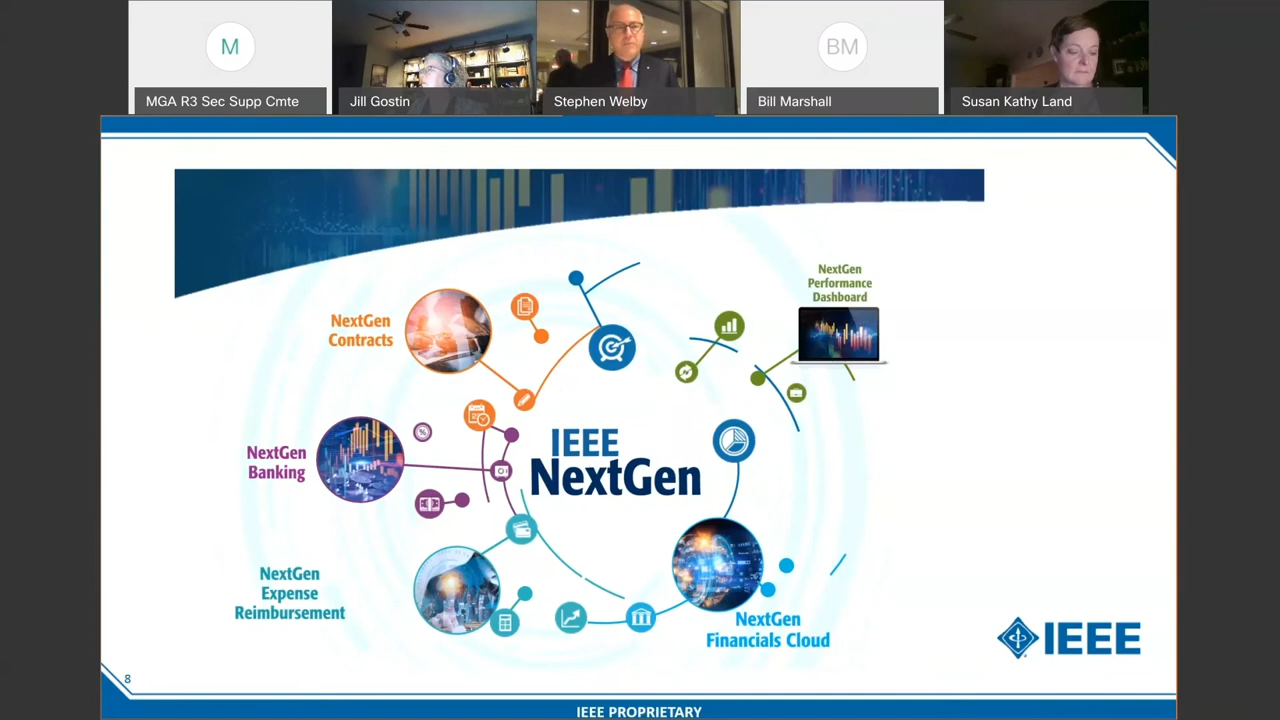 M
BM
MGA R3 Sec Supp Cmte
Jill Gostin
Stephen Welby
Bill Marshall
Susan Kathy Land
NextGen
Performance
Dashboard
NextGen
Contracts
NextGen
Banking
IEEE
NextGen
NextGen
Expense
Reimbursement
NextGen
Financials Cloud
IEEE
8
IEEE PROPRIETARY